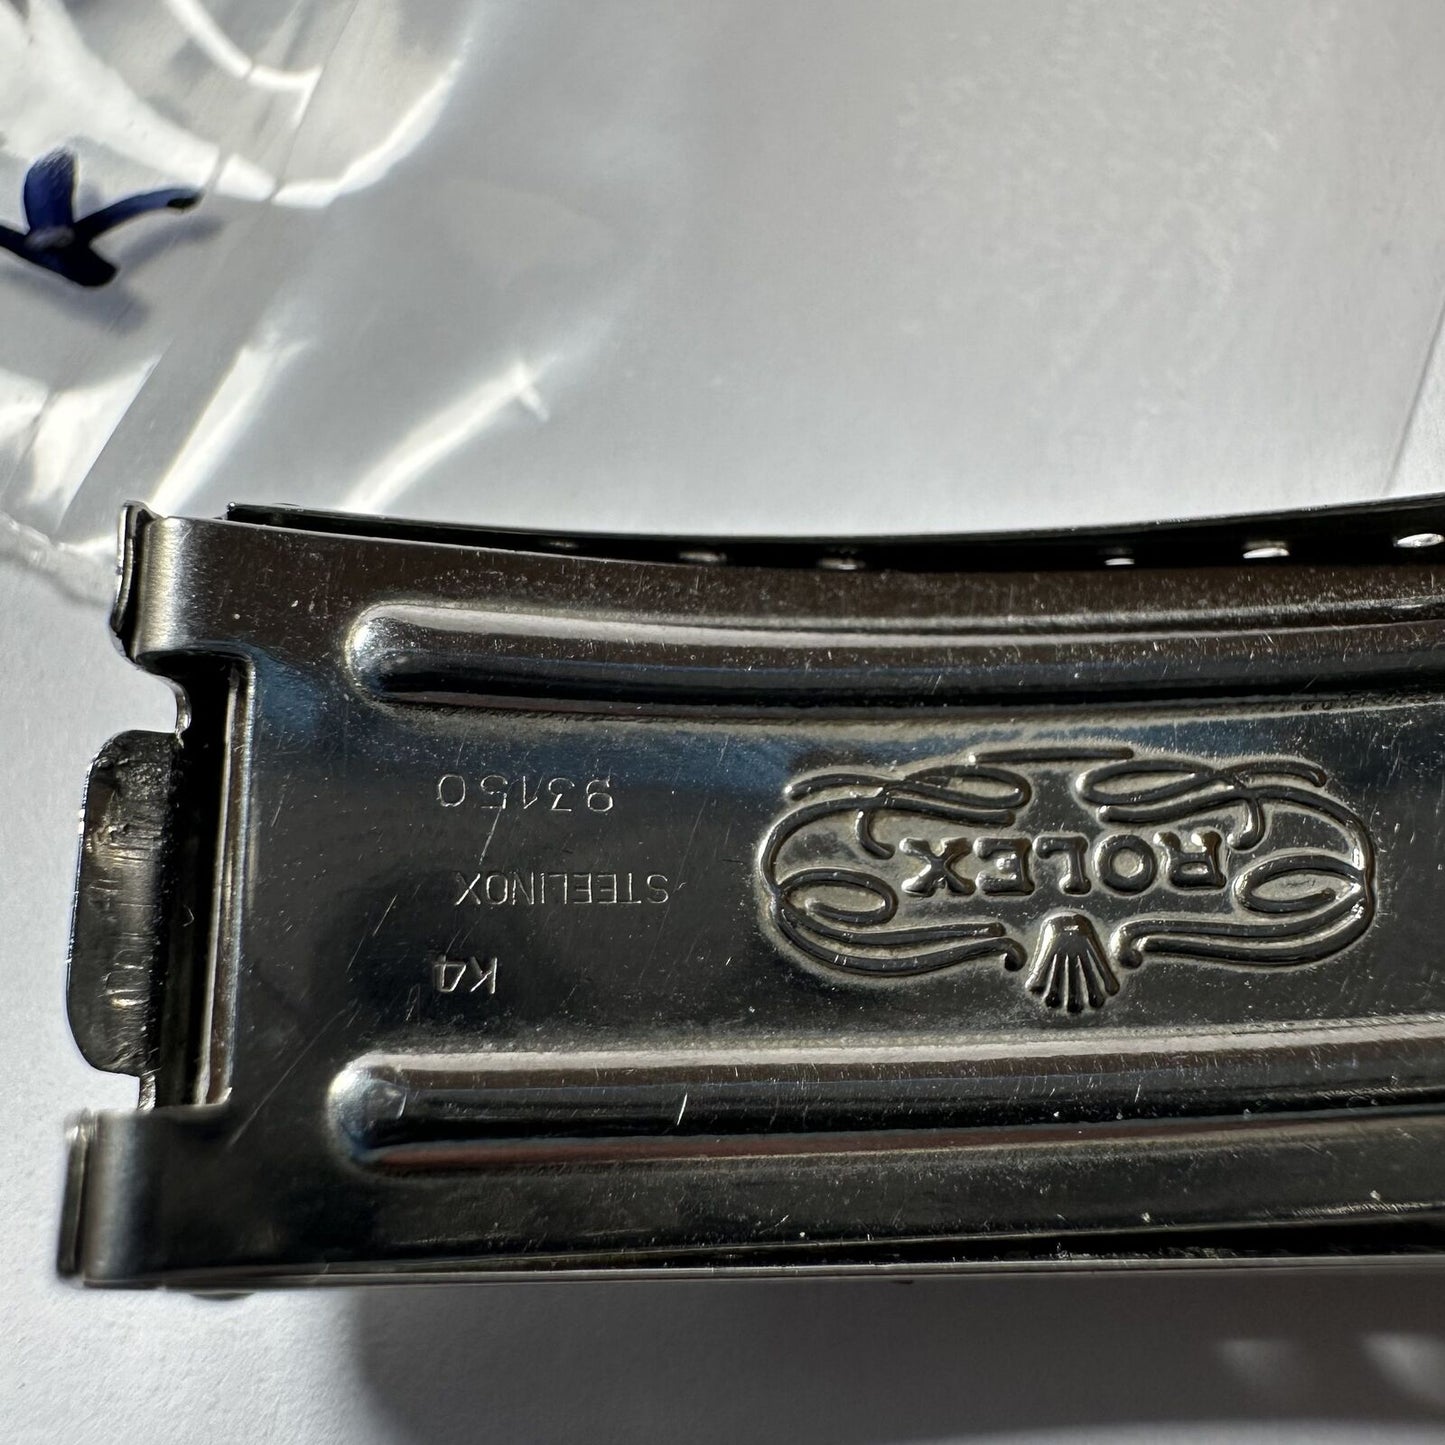 ROLEX
K4
STEELINOX
93150